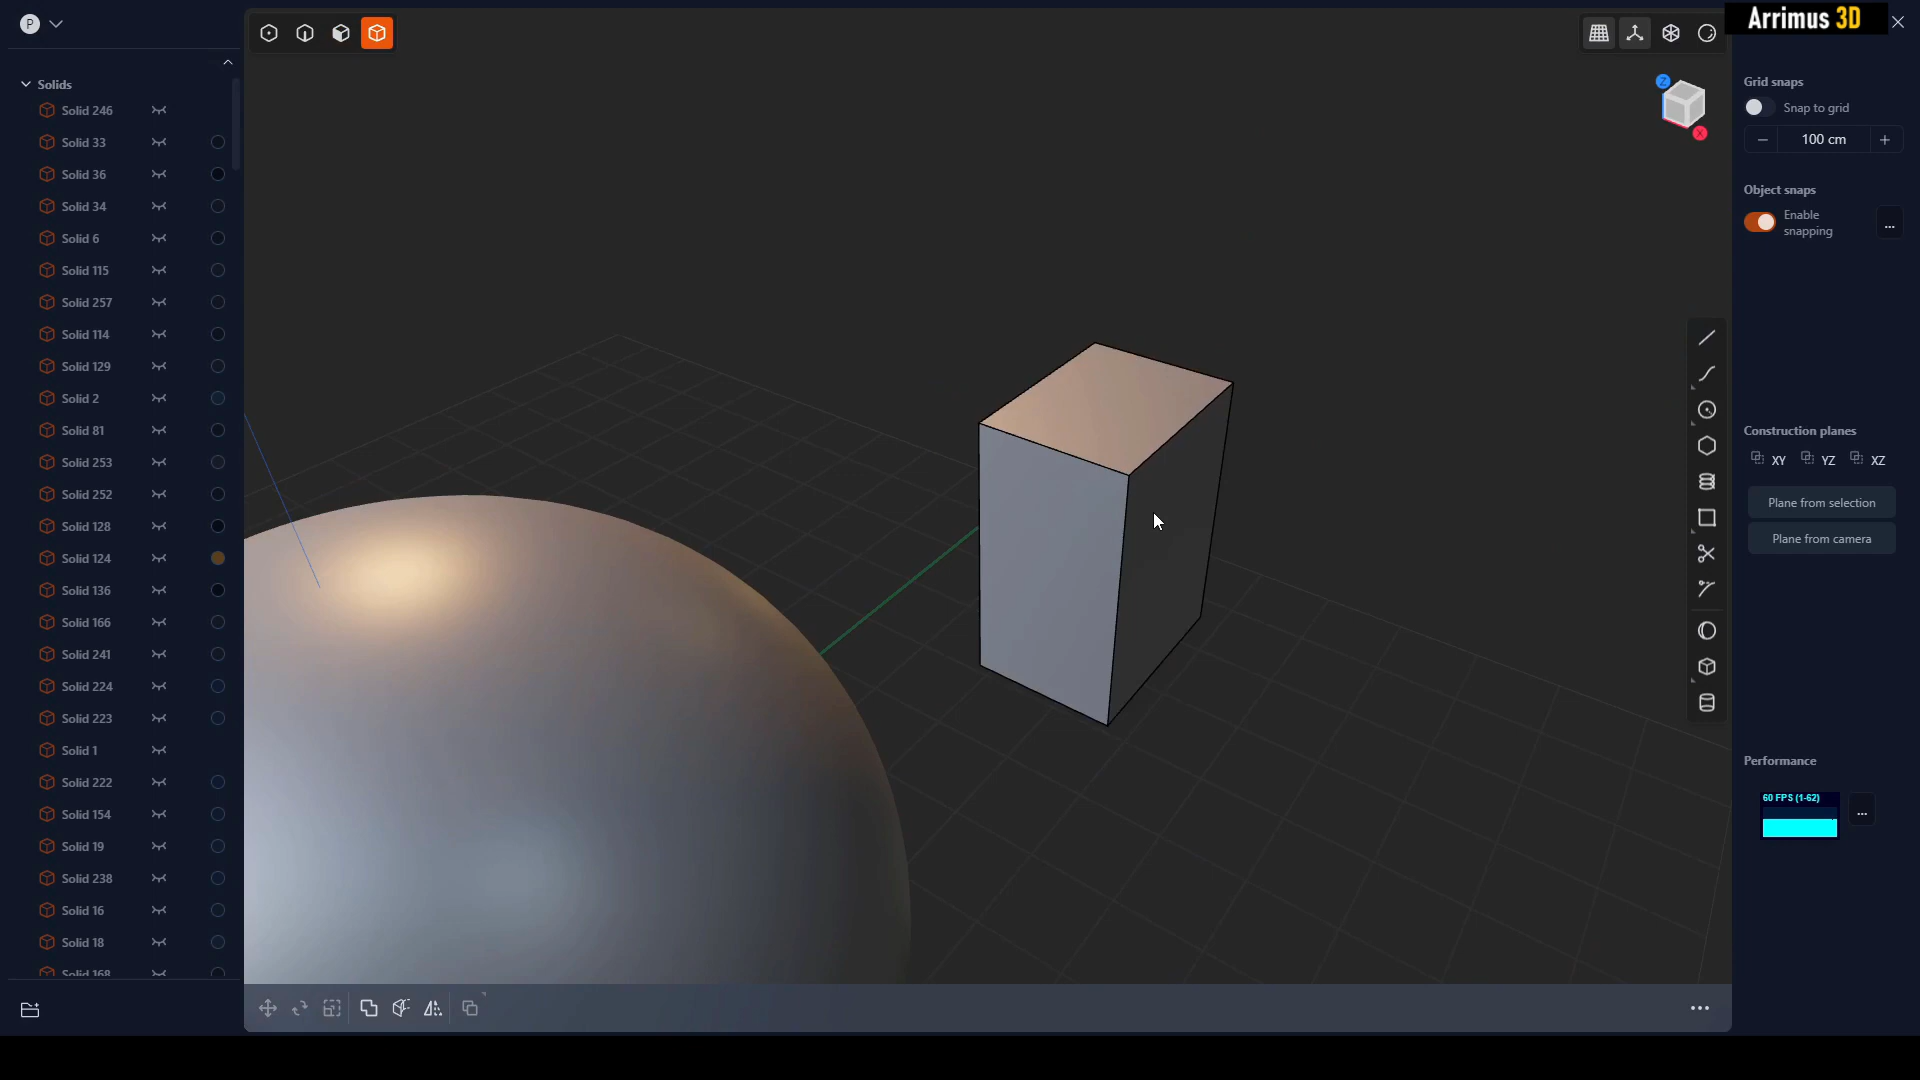 P
Arrimus 3D
Solids
Solid 246
Solid 33
Solid 36
Solid 34
Solid 6
Solid 115
Solid 257
Solid 114
Solid 129
Solid 2
Solid 81
Solid 253
Solid 252
Solid 128
Solid 124
Solid 136
Solid 166
Solid 241
Solid 224
Solid 223
Solid 1
Solid 222
Solid 154
Solid 19
Solid 238
Solid 16
Solid 18
Solid 168
Z
X
Grid snaps
Snap to grid
100 cm
Object snaps
Enable
snapping
...
Construction planes
XY YZ XZ
Plane from selection
Plane from camera
Performance
60 FPS (1-62)
...